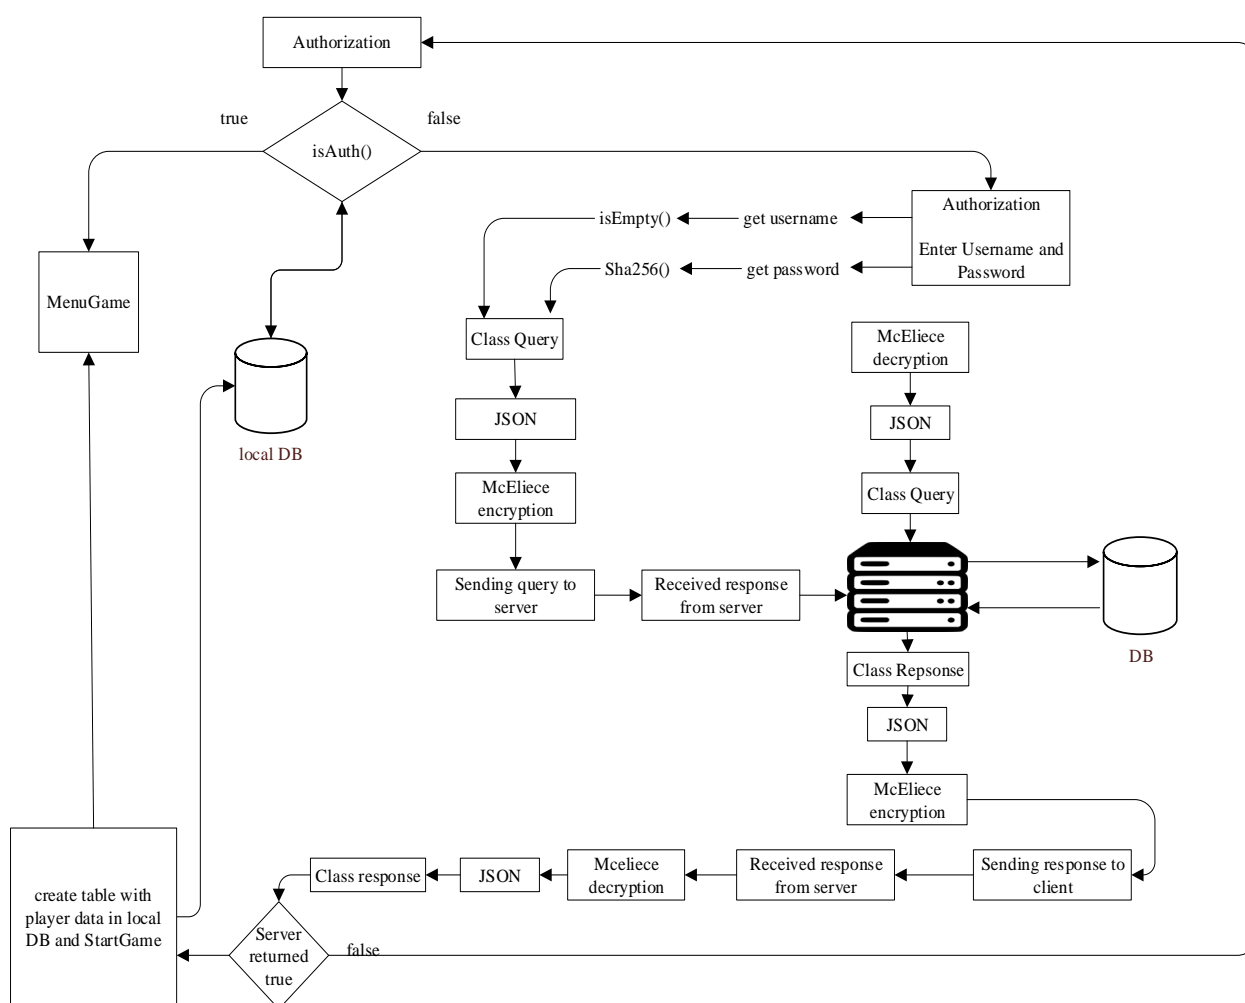 Authorization
true
false
isAuth()
Authorization
Enter Username and
Password
isEmpty()
get username
Sha256()
get password
MenuGame
Class Query
McEliece
decryption
local DB
JSON
JSON
McEliece
encryption
Class Query
Sending query to
server
Received response
from server
DB
Class Repsonse
JSON
McEliece
encryption
Class response
JSON
Mceliece
decryption
Received response
from server
Sending response to
client
create table with
player data in local
DB and StartGame
Server
returned
true
false